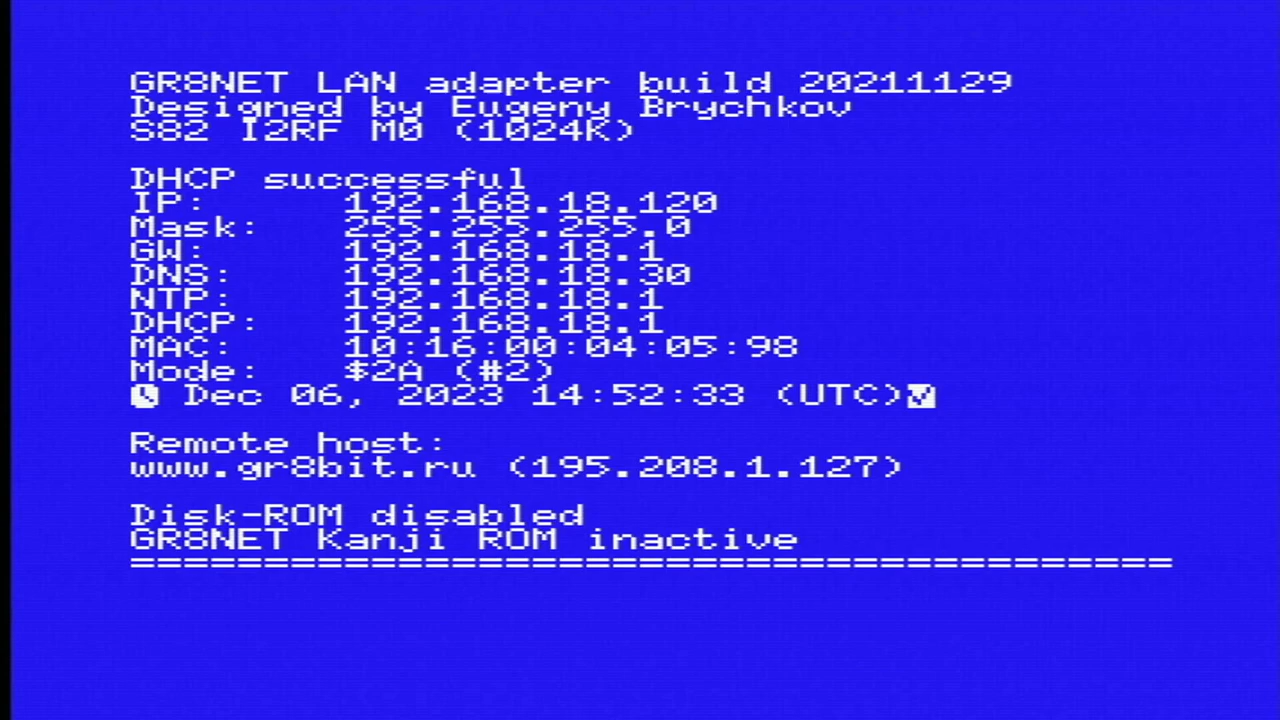 GR8NET LAN adapter build 20211129
Designed by Eugeny Brychkov
S82 I2RF M0 (1024K)
DHCP successful
IP: 192.168.18.120
Mask: 255.255.255.0
GW: 192.168.18.1
DNS: 192.168.18.30
NTP: 192.168.18.1
DHCP: 192.168.18.1
MAC: 10:16:00:04:05:98
Mode: $2A (#2)
Dec 06, 2023 14:52:33 (UTC)
Remote host:
www.gr8bit.ru (195.208.1.127)
Disk-ROM disabled
GR8NET Kanji ROM inactive
=======================================